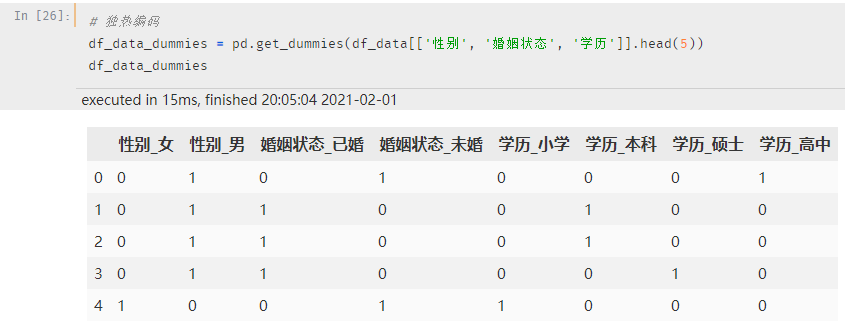 In [26]:
# 独热编码
df_data_dummies = pd.get_dummies(df_data[['性别', '婚姻状态', '学历']].head(5))
df_data_dummies
executed in 15ms, finished 20:05:04 2021-02-01
性别_女 性别_男 婚姻状态_已婚 婚姻状态_未婚 学历_小学 学历_本科 学历_硕士 学历_高中
0 0 1 0 1 0 0 0 1
1 0 1 1 0 0 1 0 0
2 0 1 1 0 0 1 0 0
3 0 1 1 0 0 0 1 0
4 1 0 0 1 1 0 0 0